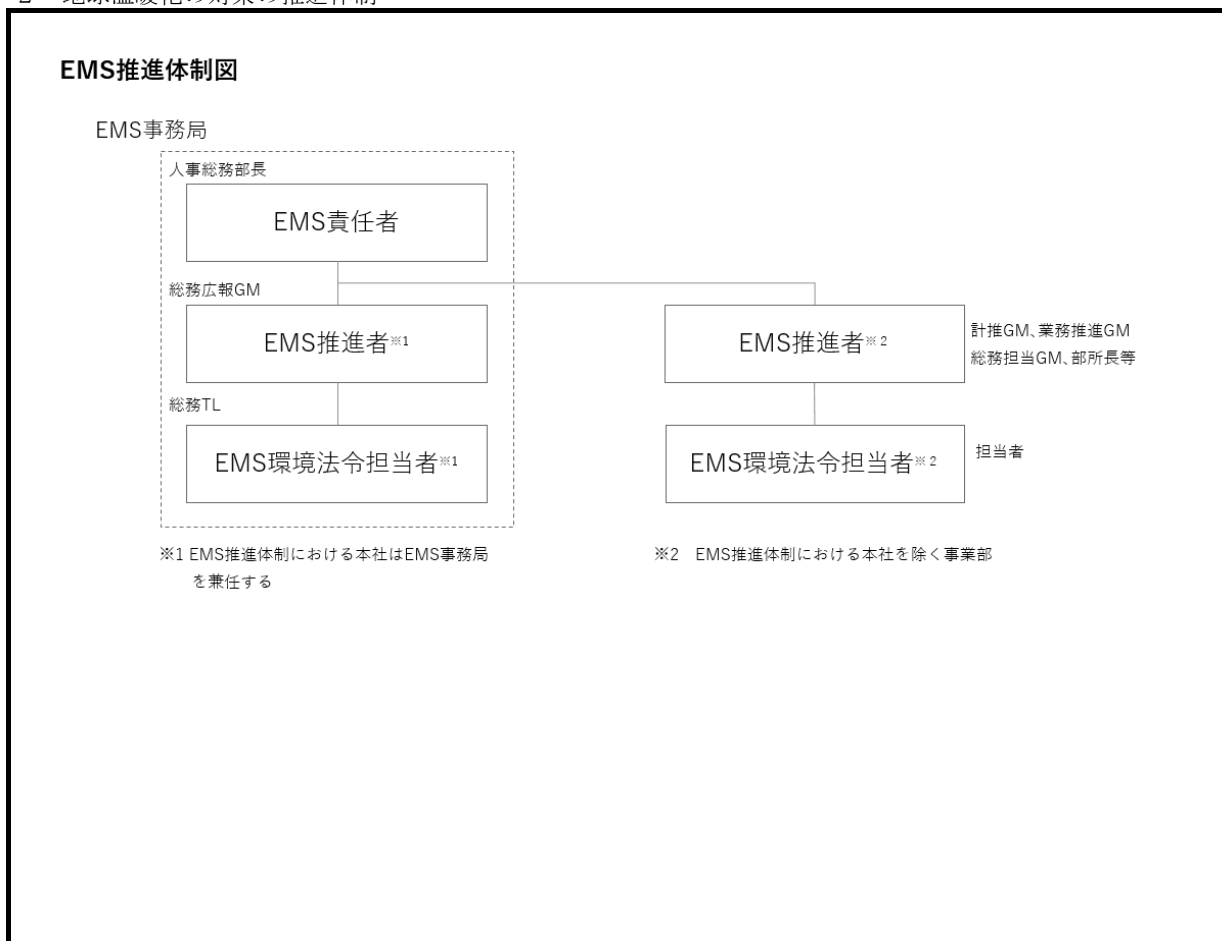 2 地球温暖化の対策の推進体制
EMS推進体制図
EMS事務局
人事総務部長
EMS責任者
総務広報GM
EMS推進者※1
総務TL
EMS環境法令担当者※1
※1 EMS推進体制における本社はEMS事務局
を兼任する
EMS推進者※2
計推GM、業務推進GM
総務担当GM、部所長等
EMS環境法令担当者※2
担当者
※2 EMS推進体制における本社を除く事業部